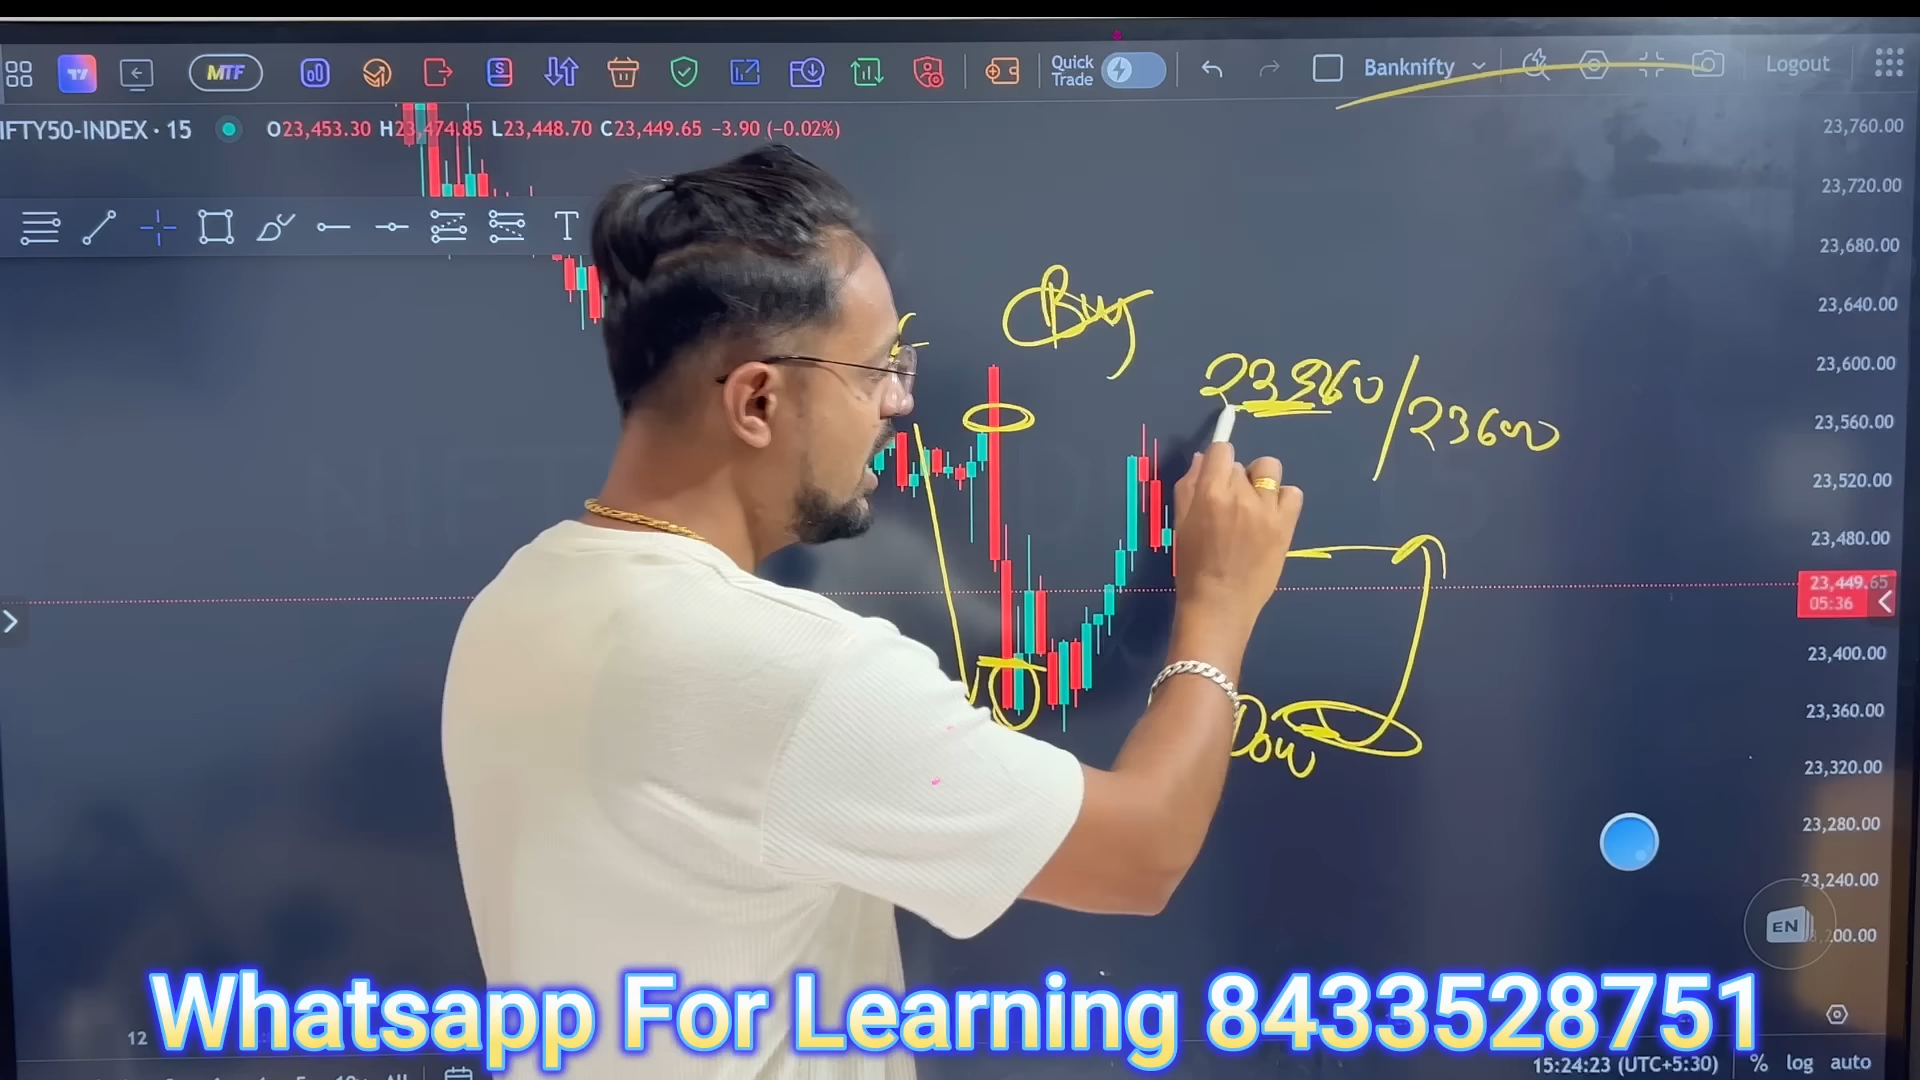 MTF
S
Quick
Trade
Banknifty
Logout
IFTY50-INDEX · 15 O23,453.30 H23,474.85 L23,448.70 C23,449.65 −3.90 (−0.02%)
T
23,760.00
23,720.00
23,680.00
23,640.00
23,600.00
23,560.00
23,520.00
23,480.00
23,449.65
05:36
23,400.00
23,360.00
23,320.00
23,280.00
23,240.00
Buy
/23600
Dow
EN
Whatsapp For Learning 8433528751
12
15:24:23 (UTC+5:30) % log auto
All